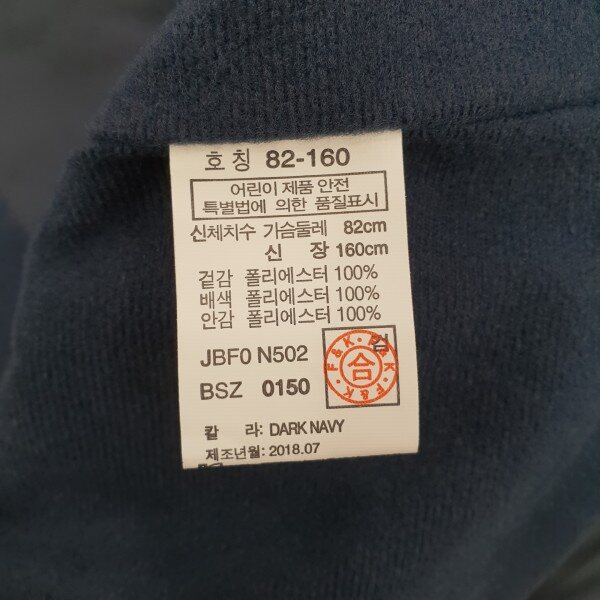 호칭 82-160
어린이 제품 안전
특별법에 의한 품질표시
신체치수 가슴둘레 82cm
신 장 160cm
겉감 폴리에스터 100%
배색 폴리에스터 100%
안감 폴리에스터 100%
JBF0 N502
BSZ 0150
검
F&K · F&K · F&K ·
合
칼 라: DARK NAVY
제조년월: 2018.07